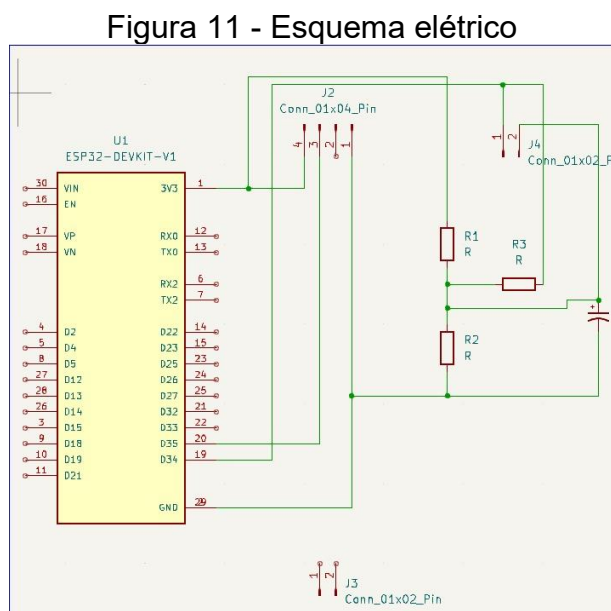 Figura 11 - Esquema elétrico
J2
Conn_01x04_Pin
4 3 2 1
1 2
J4
Conn_01x02_Pin
U1
ESP32-DEVKIT-V1
30 VIN 3V3 1
16 EN
17 VP RX0 12
18 VN TX0 13
RX2 6
TX2 7
4 D2 D22 14
5 D4 D23 15
8 D5 D25 23
27 D12 D26 24
28 D13 D27 25
26 D14 D32 21
3 D15 D33 22
9 D18 D35 20
10 D19 D34 19
11 D21
GND
R1
R
R3
R
R2
R
+
1 2
J3
Conn_01x02_Pin